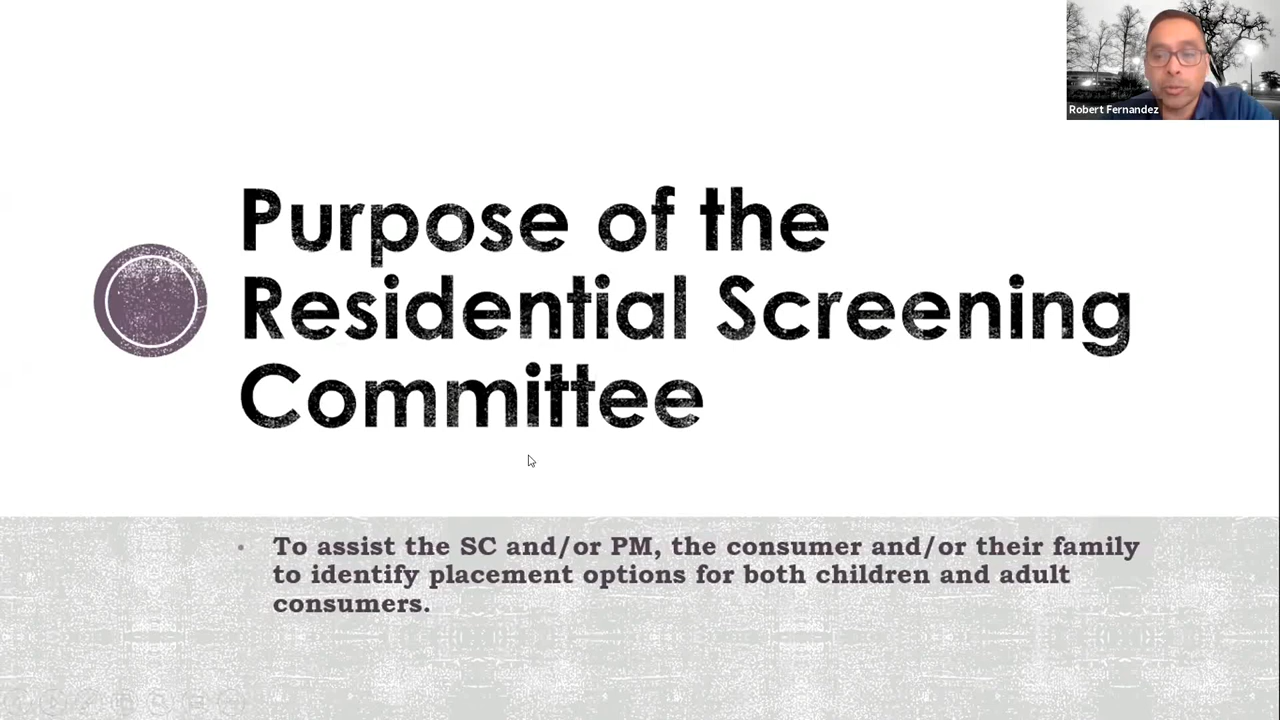 Robert Fernandez
Purpose of the
Residential Screening
Committee
To assist the SC and/or PM, the consumer and/or their family
to identify placement options for both children and adult
consumers.